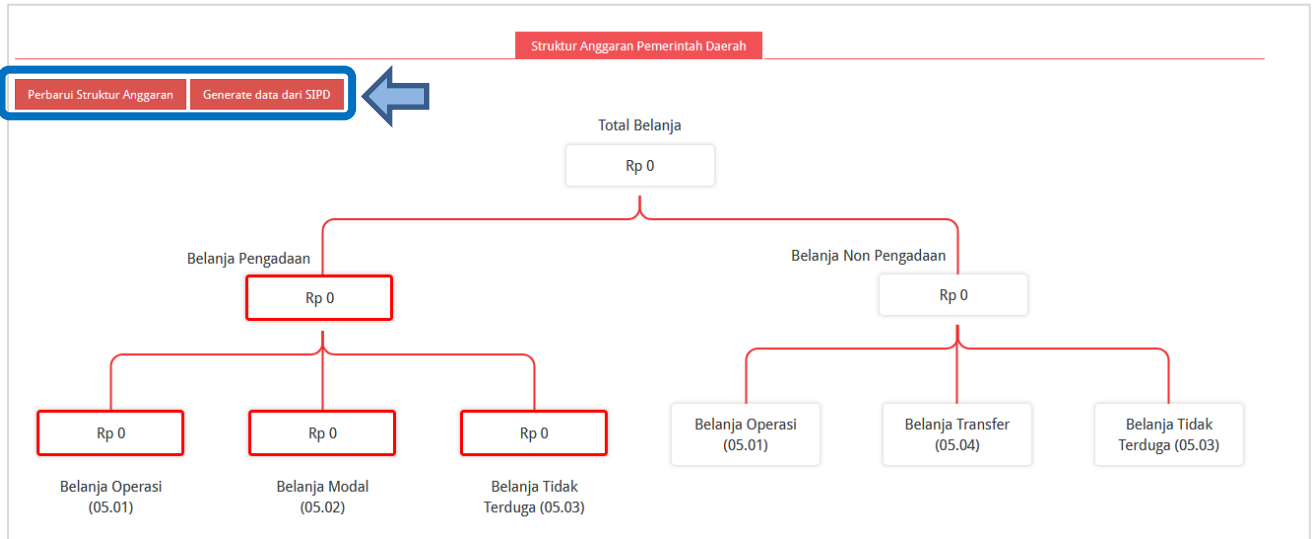 Struktur Anggaran Pemerintah Daerah
Perbarui Struktur Anggaran
Generate data dari SIPD
Total Belanja
Rp 0
Belanja Pengadaan
Rp 0
Belanja Non Pengadaan
Rp 0
Rp 0
Belanja Operasi
(05.01)
Rp 0
Belanja Modal
(05.02)
Rp 0
Belanja Tidak
Terduga (05.03)
Belanja Operasi
(05.01)
Belanja Transfer
(05.04)
Belanja Tidak
Terduga (05.03)